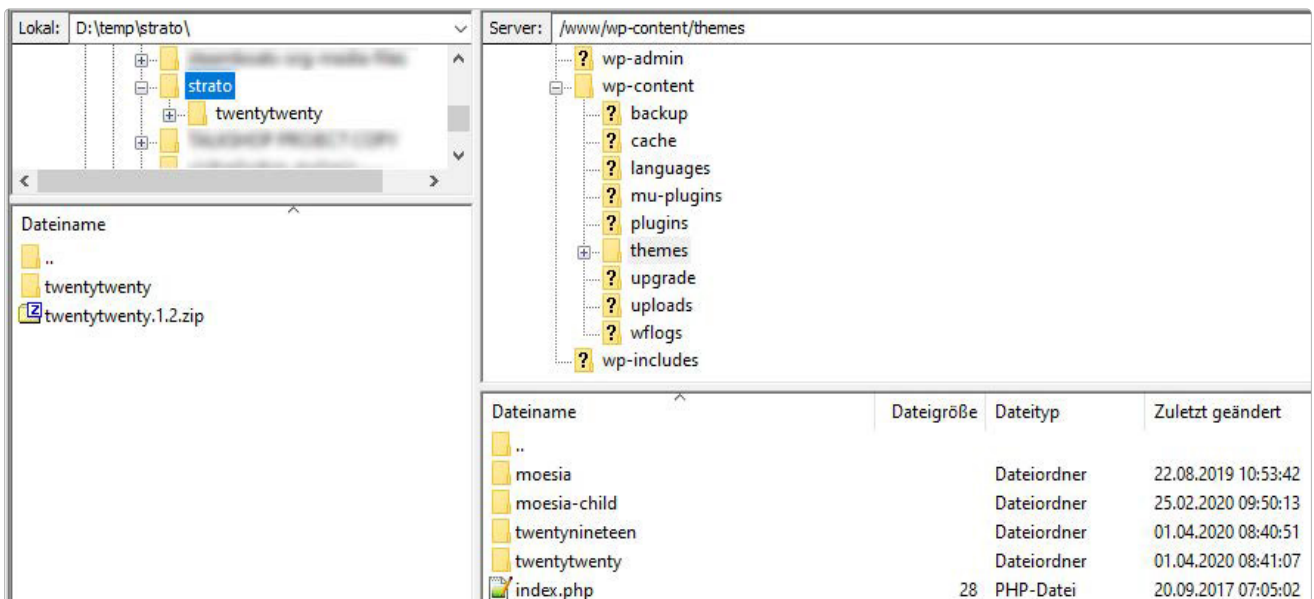 Lokal: D:\temp\strato\
strato
twentytwenty
Dateiname
..
twentytwenty
twentytwenty.1.2.zip
Server: /www/wp-content/themes
wp-admin
wp-content
backup
cache
languages
mu-plugins
plugins
themes
upgrade
uploads
wflogs
wp-includes
Dateiname Dateigröße Dateityp Zuletzt geändert
..
moesia Dateiordner 22.08.2019 10:53:42
moesia-child Dateiordner 25.02.2020 09:50:13
twentynineteen Dateiordner 01.04.2020 08:40:51
twentytwenty Dateiordner 01.04.2020 08:41:07
index.php 28 PHP-Datei 20.09.2017 07:05:02